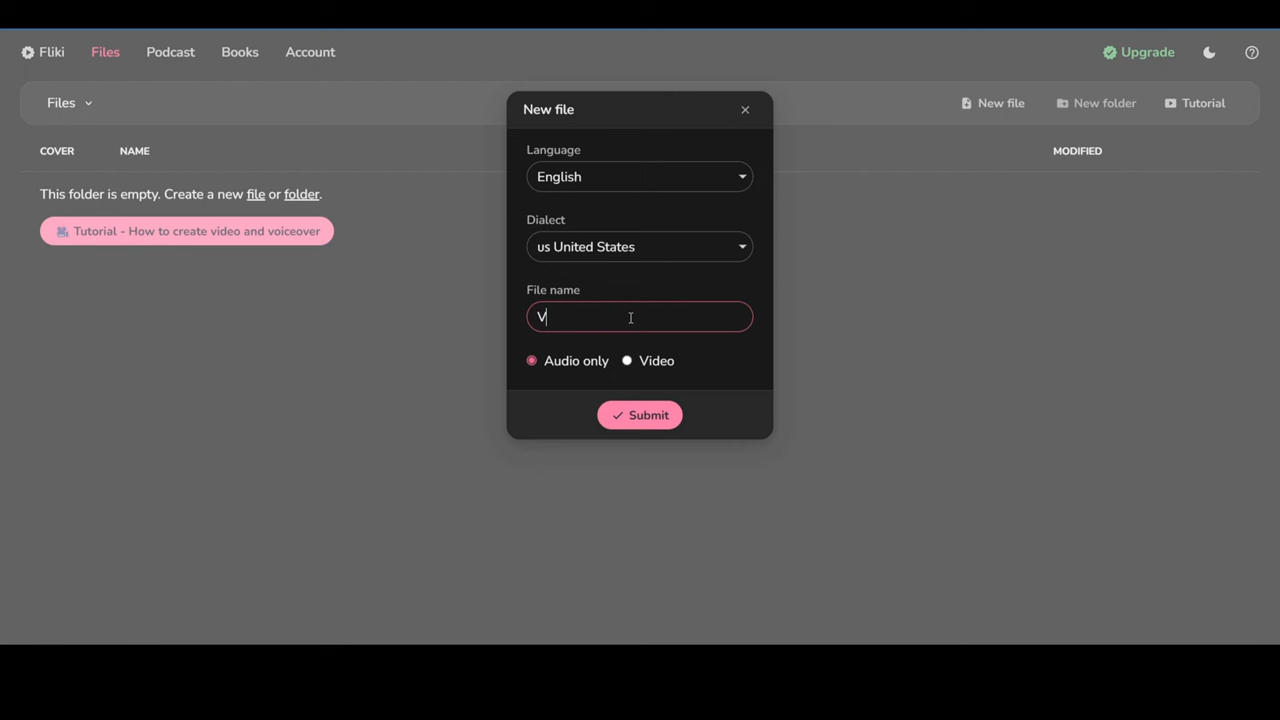 Fliki Files Podcast Books Account Upgrade
Files New file New folder Tutorial
COVER NAME MODIFIED
This folder is empty. Create a new file or folder.
Tutorial - How to create video and voiceover
New file
Language
English
Dialect
us United States
File name
V
Audio only Video
Submit